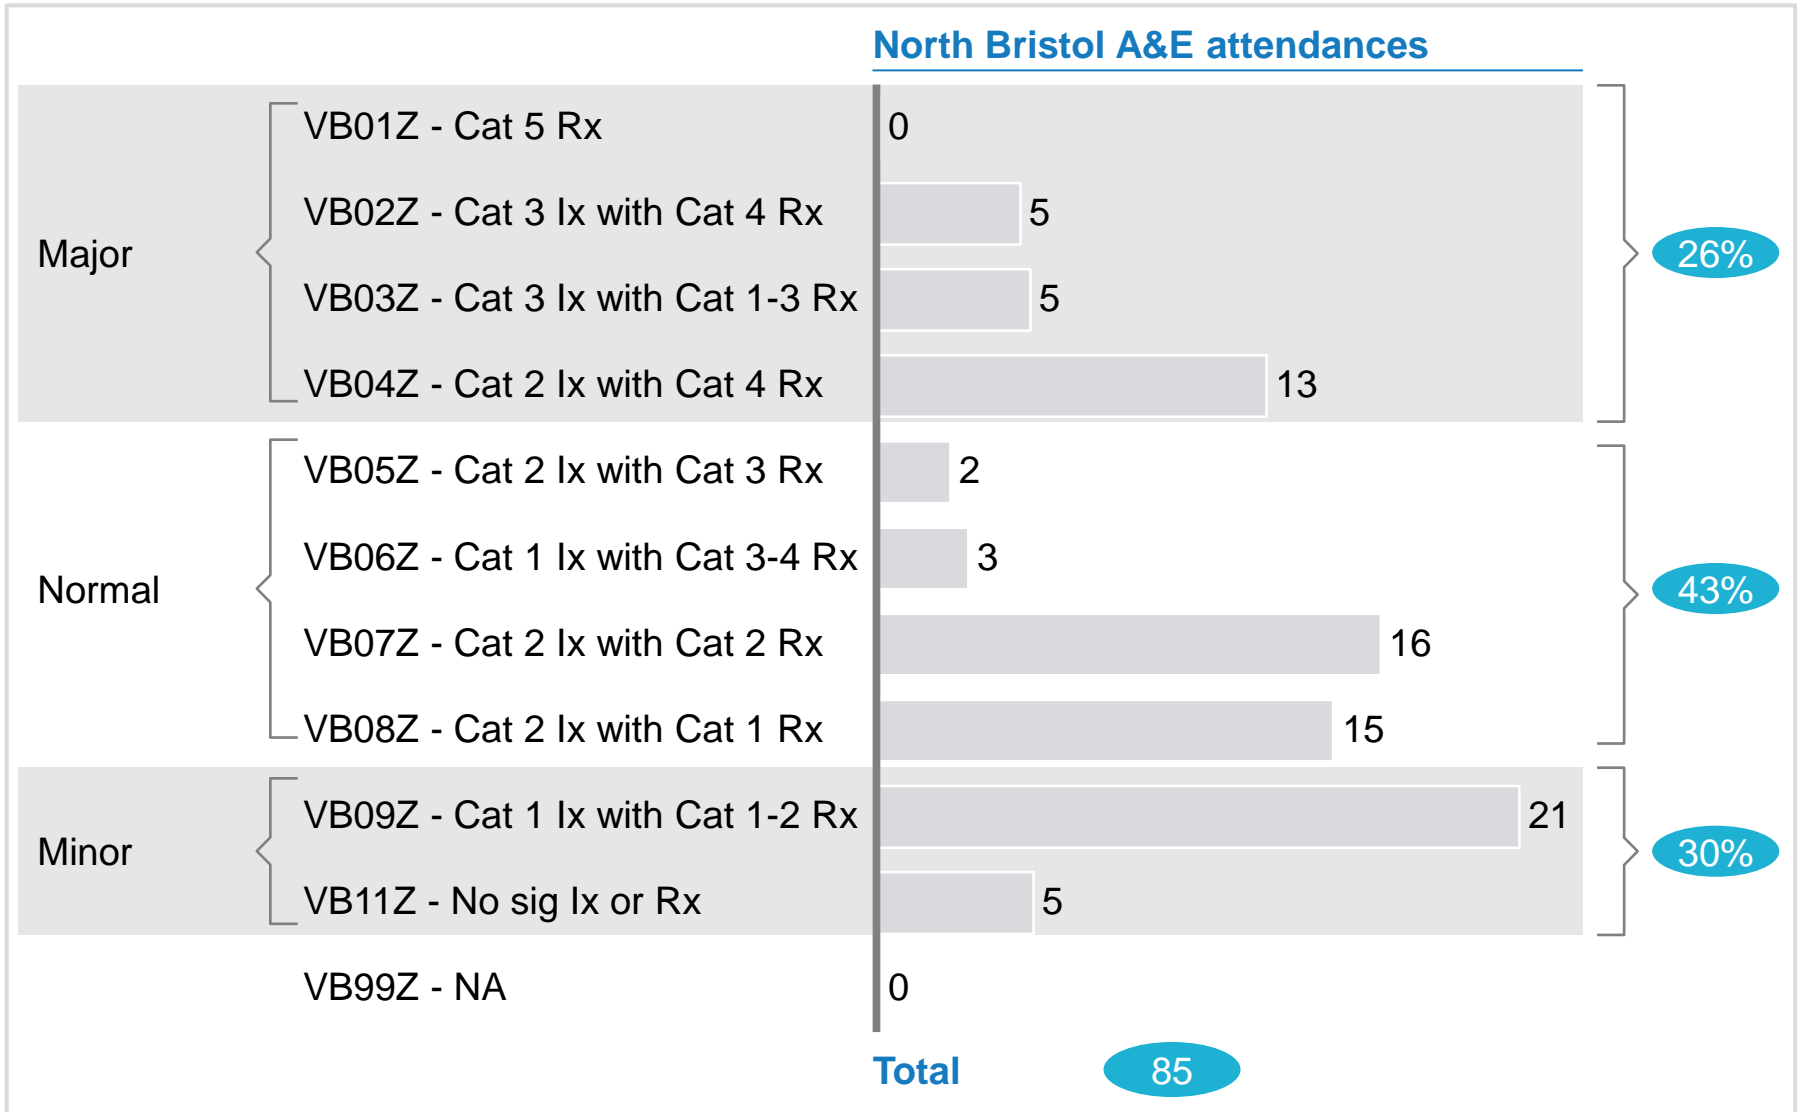 North Bristol A&E attendances
Major
VB01Z - Cat 5 Rx 0
VB02Z - Cat 3 Ix with Cat 4 Rx 5
VB03Z - Cat 3 Ix with Cat 1-3 Rx 5
VB04Z - Cat 2 Ix with Cat 4 Rx 13
26%
Normal
VB05Z - Cat 2 Ix with Cat 3 Rx 2
VB06Z - Cat 1 Ix with Cat 3-4 Rx 3
VB07Z - Cat 2 Ix with Cat 2 Rx 16
VB08Z - Cat 2 Ix with Cat 1 Rx 15
43%
Minor
VB09Z - Cat 1 Ix with Cat 1-2 Rx 21
VB11Z - No sig Ix or Rx 5
30%
VB99Z - NA 0
Total 85